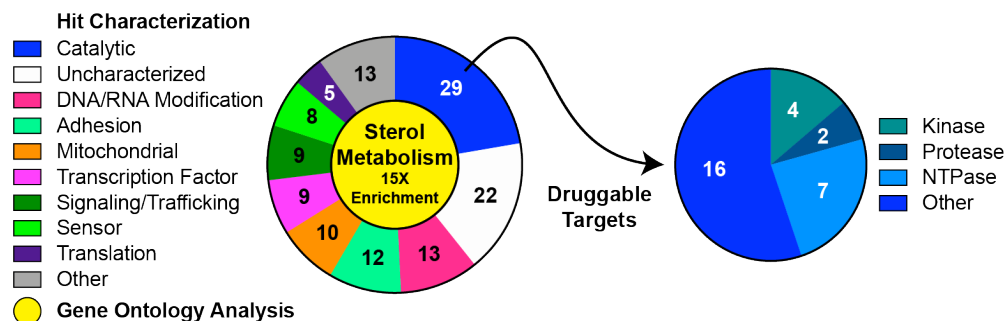 Hit Characterization
Catalytic
Uncharacterized
DNA/RNA Modification
Adhesion
Mitochondrial
Transcription Factor
Signaling/Trafficking
Sensor
Translation
Other
Gene Ontology Analysis
29
22
13
12
10
9
9
8
5
13
Sterol
Metabolism
15X
Enrichment
Druggable
Targets
4
2
7
16
Kinase
Protease
NTPase
Other